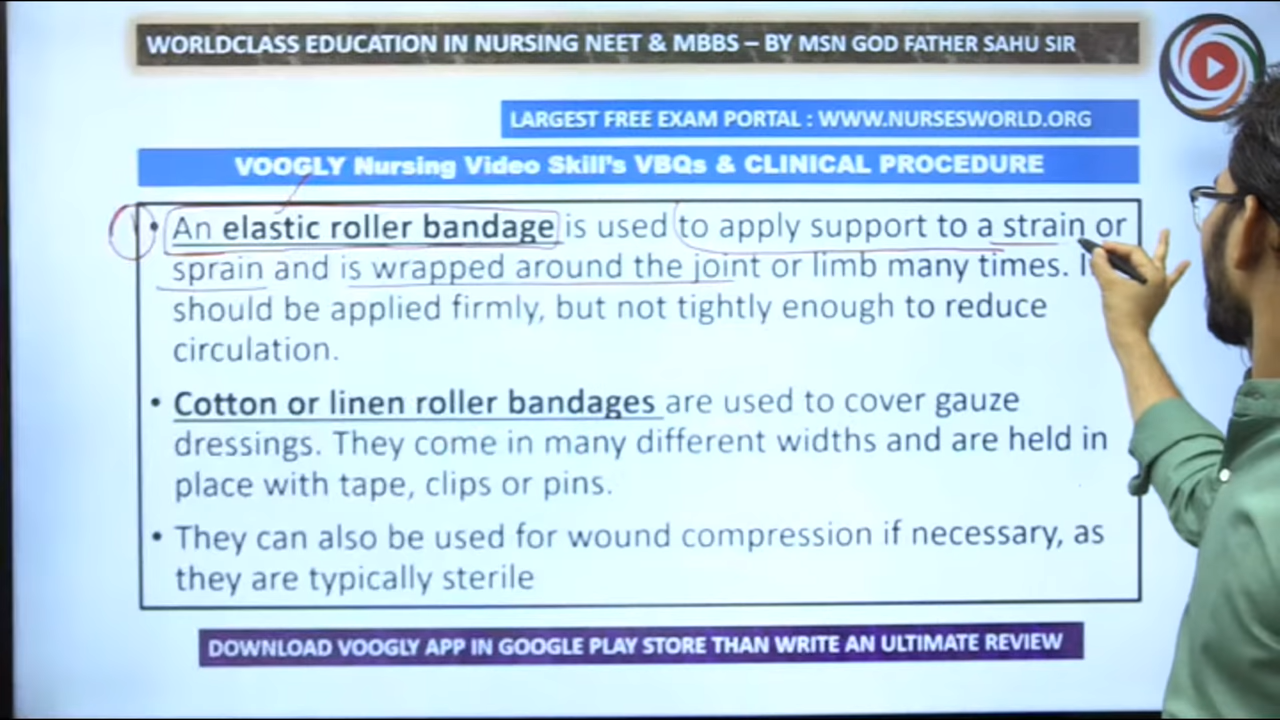 WORLDCLASS EDUCATION IN NURSING NEET & MBBS – BY MSN GOD FATHER SAHU SIR
LARGEST FREE EXAM PORTAL : WWW.NURSESWORLD.ORG
VOOGLY Nursing Video Skill's VBQs & CLINICAL PROCEDURE
• An elastic roller bandage is used to apply support to a strain or
sprain and is wrapped around the joint or limb many times.
should be applied firmly, but not tightly enough to reduce
circulation.
• Cotton or linen roller bandages are used to cover gauze
dressings. They come in many different widths and are held in
place with tape, clips or pins.
• They can also be used for wound compression if necessary, as
they are typically sterile
DOWNLOAD VOOGLY APP IN GOOGLE PLAY STORE THAN WRITE AN ULTIMATE REVIEW